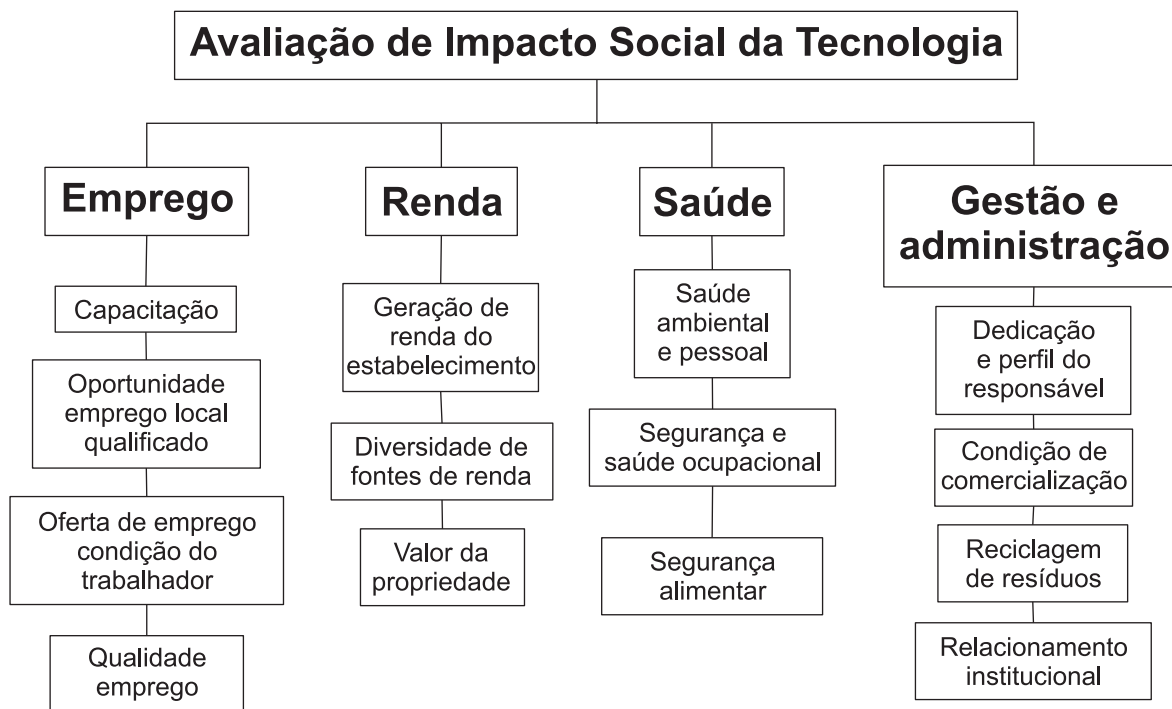 Avaliação de Impacto Social da Tecnologia
Emprego
Capacitação
Oportunidade
emprego local
qualificado
Oferta de emprego
condição do
trabalhador
Qualidade
emprego
Renda
Geração de
renda do
estabelecimento
Diversidade de
fontes de renda
Valor da
propriedade
Saúde
Saúde
ambiental
e pessoal
Segurança e
saúde ocupacional
Segurança
alimentar
Gestão e
administração
Dedicação
e perfil do
responsável
Condição de
comercialização
Reciclagem
de resíduos
Relacionamento
institucional